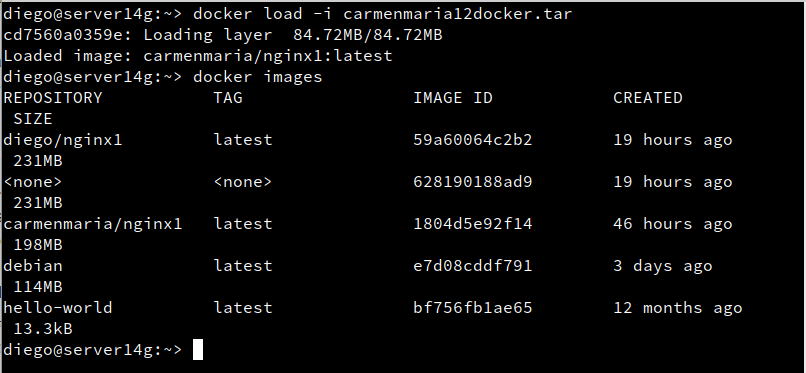 diego@server14g:~> docker load -i carmenmaria12docker.tar
cd7560a0359e: Loading layer  84.72MB/84.72MB
Loaded image: carmenmaria/nginx1:latest
diego@server14g:~> docker images
REPOSITORY           TAG                 IMAGE ID            CREATED
 SIZE
diego/nginx1         latest              59a60064c2b2        19 hours ago
 231MB
<none>               <none>              628190188ad9        19 hours ago
 231MB
carmenmaria/nginx1   latest              1804d5e92f14        46 hours ago
 198MB
debian               latest              e7d08cddf791        3 days ago
 114MB
hello-world          latest              bf756fb1ae65        12 months ago
 13.3kB
diego@server14g:~>